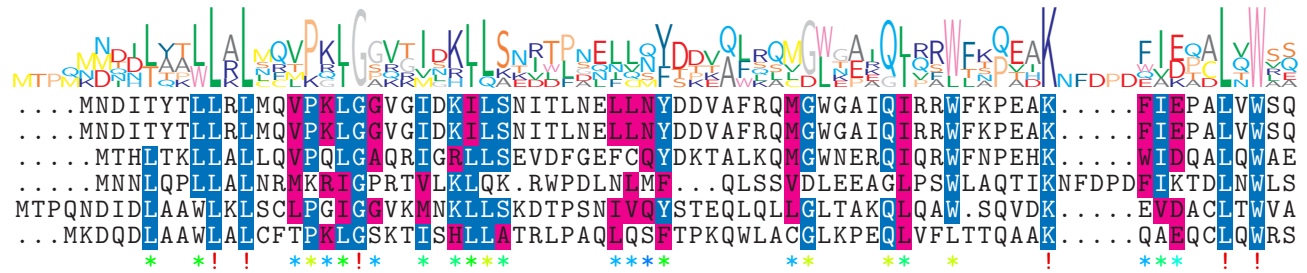 ....MNDITYTLLRLMQVPKLGGVGIDKILSNITLNELLNYDDVAFRQMGWGAIQIRRWFKPEAK.....FIEPALVWSQ
....MNDITYTLLRLMQVPKLGGVGIDKILSNITLNELLNYDDVAFRQMGWGAIQIRRWFKPEAK.....FIEPALVWSQ
.....MTHLTKLLALLQVPQLGAQRIGRLLSEVDFGEFCQYDKTALKQMGWNERQIQRWFNPEHK.....WIDQALQWAE
.....MNNLQPLLALNRMKRIGPRTVLKLQK.RWPDLNLMF...QLSSVDLEEAGLPSWLAQTIKNFDPDFIKTDLNWLS
MTPQNDIDLAAWLKLSCLPGIGGVKMNKLLSKDTPSNIVQYSTEQLQLLGLTAKQLQAW.SQVDK.....EVDACLTWVA
...MKDQDLAAWLALCFTPKLGSKTISHLLATRLPAQLQSFTPKQWLACGLKPEQLVFLTTQAAK.....QAEQCLQWRS
* * ! ! * * * * * * * * * * * * * * * * * * * ! * * * ! !